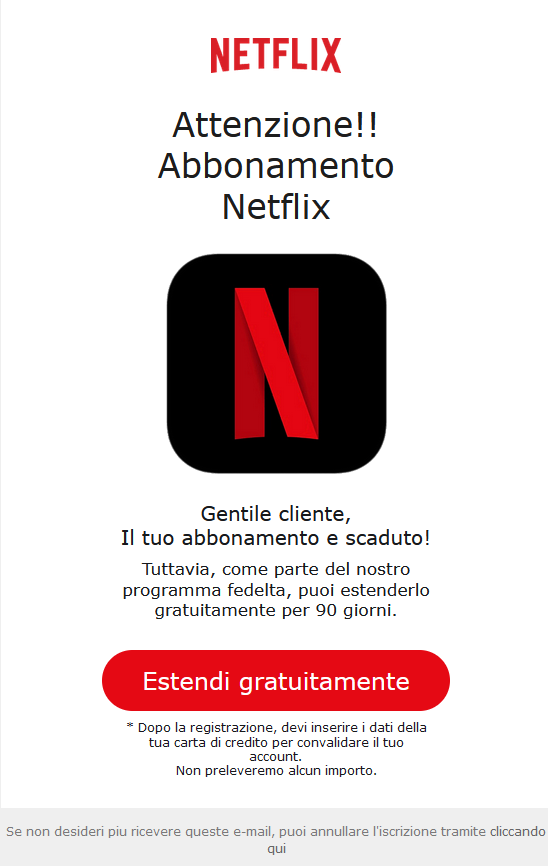 NETFLIX
Attenzione!!
Abbonamento
Netflix
N
Gentile cliente,
Il tuo abbonamento e scaduto!
Tuttavia, come parte del nostro
programma fedelta, puoi estenderlo
gratuitamente per 90 giorni.
Estendi gratuitamente
* Dopo la registrazione, devi inserire i dati della
tua carta di credito per convalidare il tuo
account.
Non preleveremo alcun importo.
Se non desideri piu ricevere queste e-mail, puoi annullare l'iscrizione tramite cliccando
qui